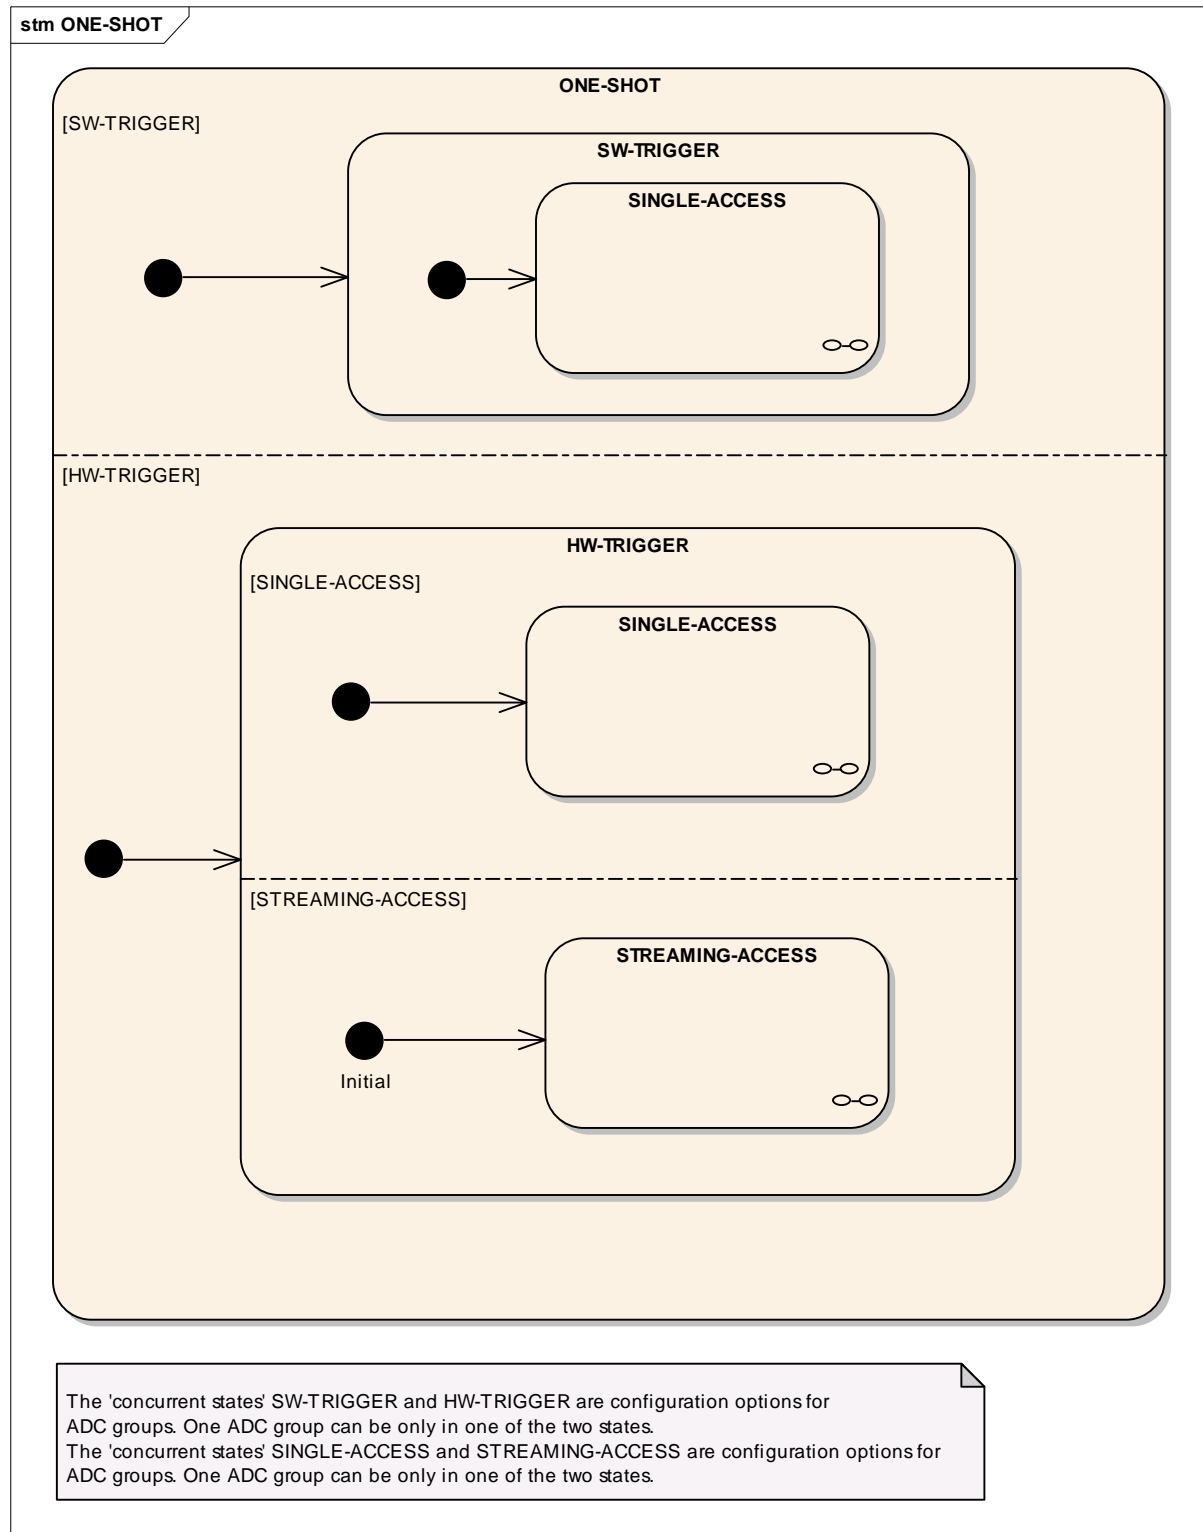 stm ONE-SHOT
ONE-SHOT
[SW-TRIGGER]
SW-TRIGGER
SINGLE-ACCESS
[HW-TRIGGER]
HW-TRIGGER
[SINGLE-ACCESS]
SINGLE-ACCESS
[STREAMING-ACCESS]
STREAMING-ACCESS
Initial
The 'concurrent states' SW-TRIGGER and HW-TRIGGER are configuration options for
ADC groups. One ADC group can be only in one of the two states.
The 'concurrent states' SINGLE-ACCESS and STREAMING-ACCESS are configuration options for
ADC groups. One ADC group can be only in one of the two states.